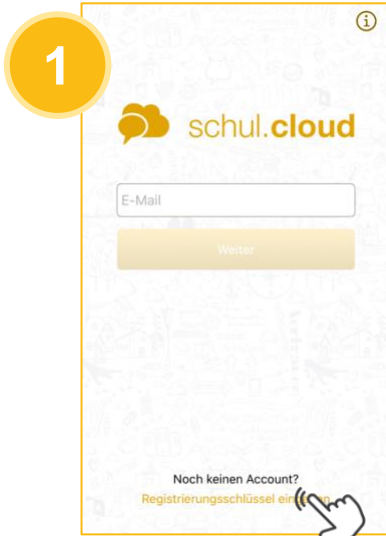 1
schul.cloud
E-Mail
Weiter
Noch keinen Account?
Registrierungsschlüssel